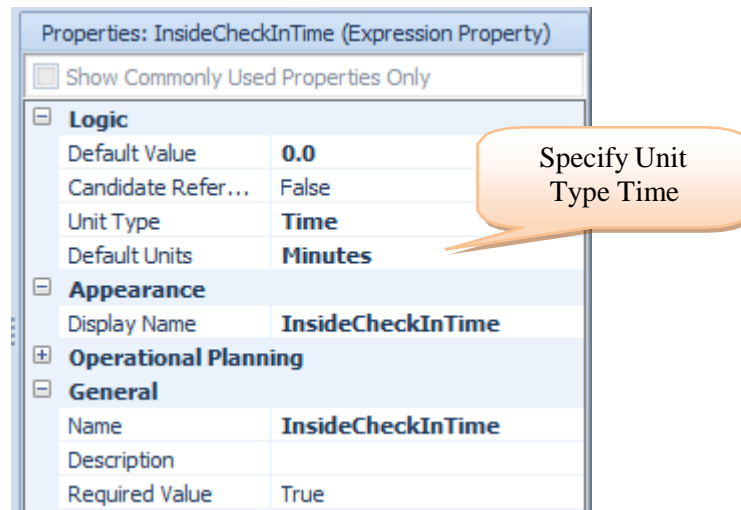 Properties: InsideCheckInTime (Expression Property)
Show Commonly Used Properties Only
Logic
Default Value 0.0
Candidate Refer... False
Unit Type Time
Default Units Minutes
Specify Unit
Type Time
Appearance
Display Name InsideCheckInTime
Operational Planning
General
Name InsideCheckInTime
Description
Required Value True